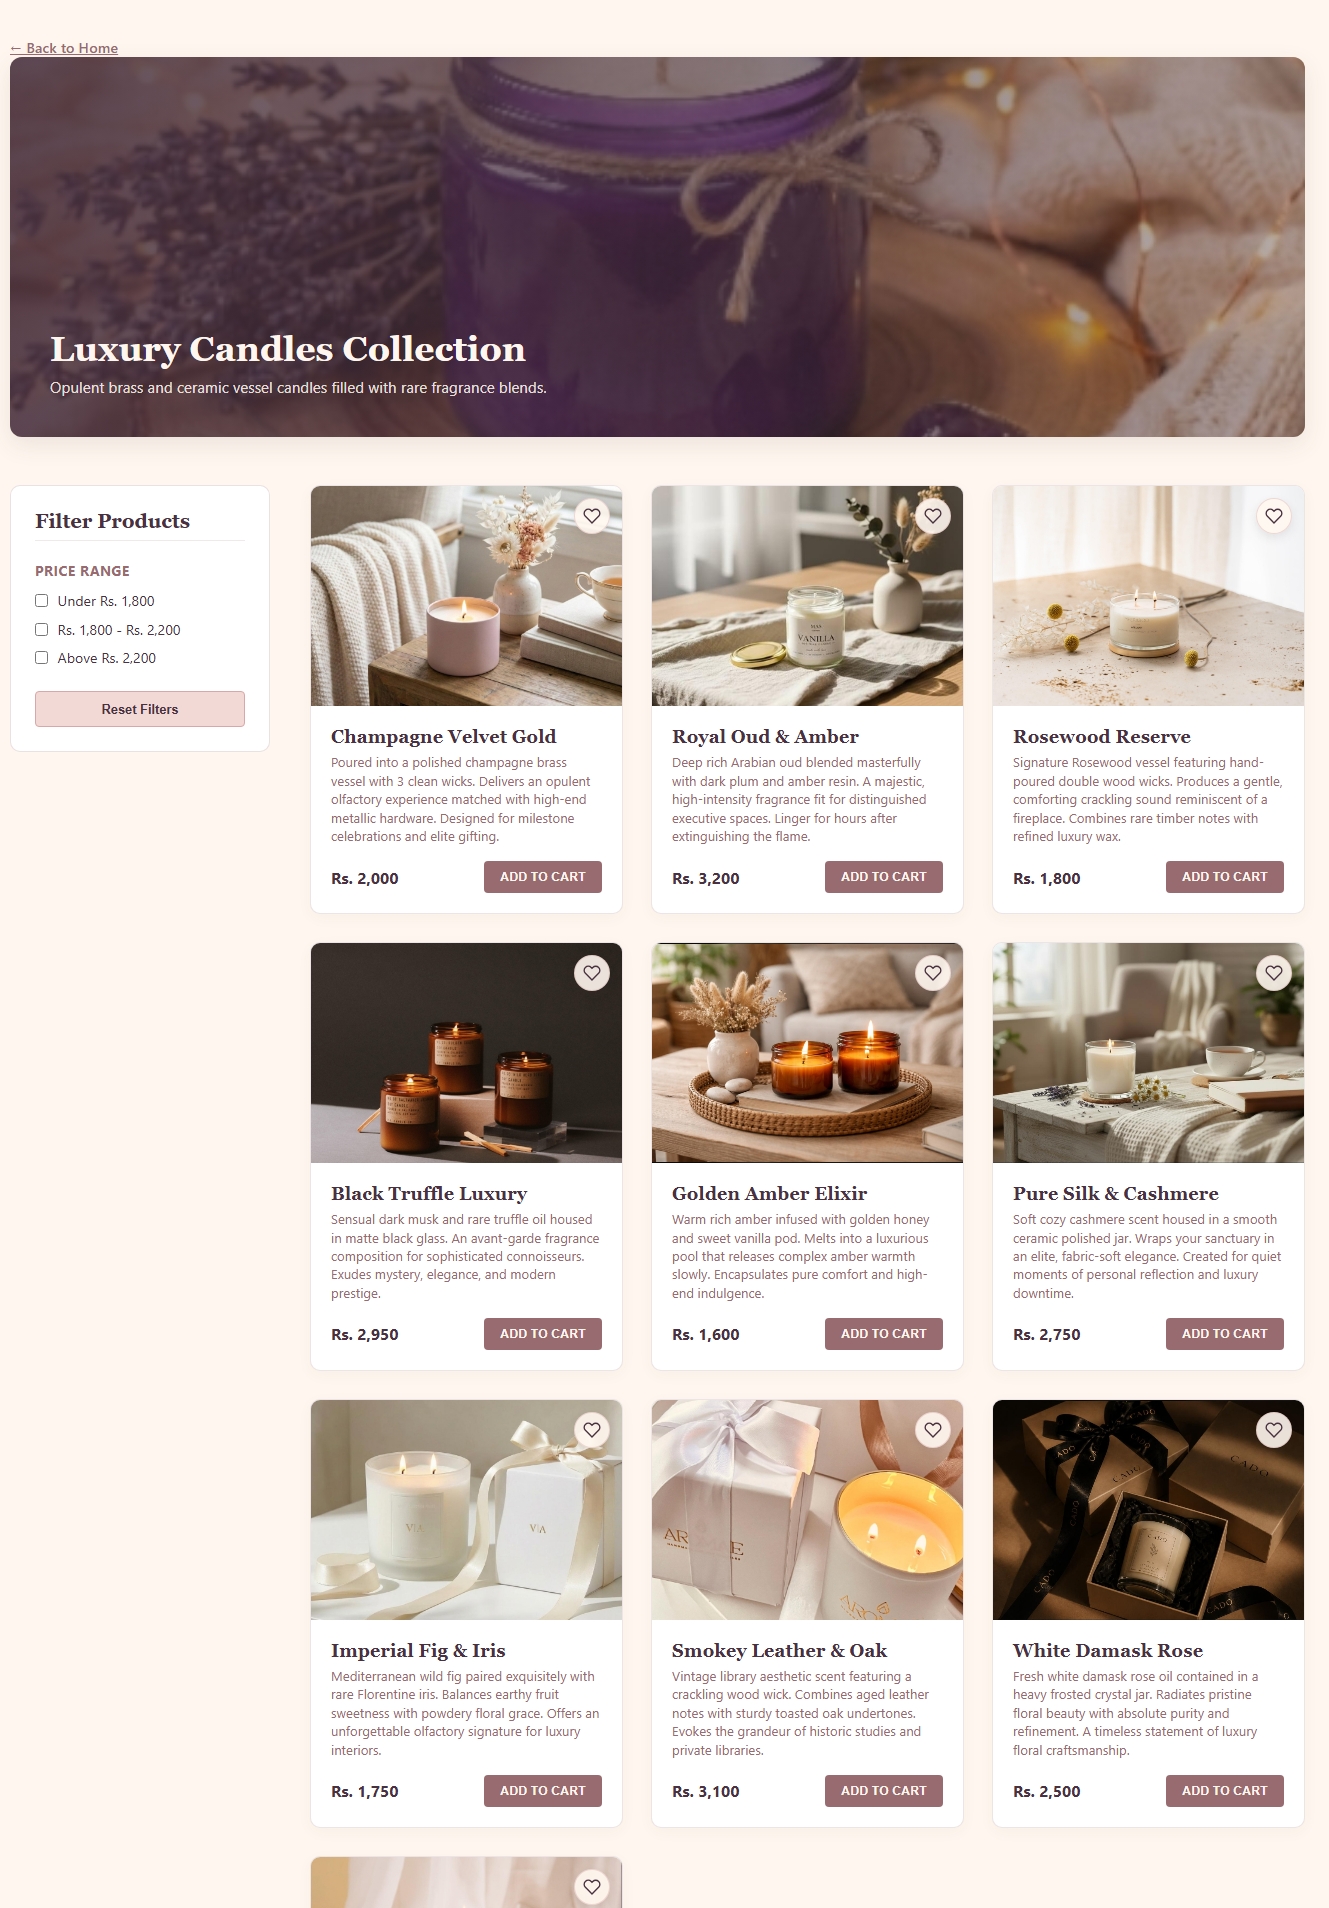 ← Back to Home
Luxury Candles Collection
Opulent brass and ceramic vessel candles filled with rare fragrance blends.
Filter Products
PRICE RANGE
Under Rs. 1,800
Rs. 1,800 - Rs. 2,200
Above Rs. 2,200
Reset Filters
Champagne Velvet Gold
Poured into a polished champagne brass
vessel with 3 clean wicks. Delivers an opulent
olfactory experience matched with high-end
metallic hardware. Designed for milestone
celebrations and elite gifting.
Rs. 2,000
ADD TO CART
VANILLA
Royal Oud & Amber
Deep rich Arabian oud blended masterfully
with dark plum and amber resin. A majestic,
high-intensity fragrance fit for distinguished
executive spaces. Linger for hours after
extinguishing the flame.
Rs. 3,200
ADD TO CART
Rosewood Reserve
Signature Rosewood vessel featuring hand-
poured double wood wicks. Produces a gentle,
comforting crackling sound reminiscent of a
fireplace. Combines rare timber notes with
refined luxury wax.
Rs. 1,800
ADD TO CART
Black Truffle Luxury
Sensual dark musk and rare truffle oil housed
in matte black glass. An avant-garde fragrance
composition for sophisticated connoisseurs.
Exudes mystery, elegance, and modern
prestige.
Rs. 2,950
ADD TO CART
Golden Amber Elixir
Warm rich amber infused with golden honey
and sweet vanilla pod. Melts into a luxurious
pool that releases complex amber warmth
slowly. Encapsulates pure comfort and high-
end indulgence.
Rs. 1,600
ADD TO CART
Pure Silk & Cashmere
Soft cozy cashmere scent housed in a smooth
ceramic polished jar. Wraps your sanctuary in
an elite, fabric-soft elegance. Created for quiet
moments of personal reflection and luxury
downtime.
Rs. 2,750
ADD TO CART
Imperial Fig & Iris
Mediterranean wild fig paired exquisitely with
rare Florentine iris. Balances earthy fruit
sweetness with powdery floral grace. Offers an
unforgettable olfactory signature for luxury
interiors.
Rs. 1,750
ADD TO CART
Smokey Leather & Oak
Vintage library aesthetic scent featuring a
crackling wood wick. Combines aged leather
notes with sturdy toasted oak undertones.
Evokes the grandeur of historic studies and
private libraries.
Rs. 3,100
ADD TO CART
CADO
CADO
CADO
CADO
White Damask Rose
Fresh white damask rose oil contained in a
heavy frosted crystal jar. Radiates pristine
floral beauty with absolute purity and
refinement. A timeless statement of luxury
floral craftsmanship.
Rs. 2,500
ADD TO CART